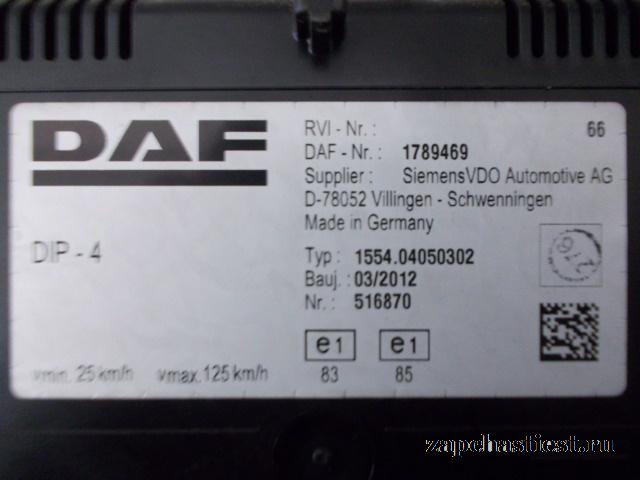 DAF
RVI - Nr. : 66
DAF - Nr. : 1789469
Supplier : SiemensVDO Automotive AG
D-78052 Villingen - Schwenningen
Made in Germany
DIP - 4
Typ : 1554.04050302
Bauj. : 03/2012
Nr. : 516870
216
e1 e1
83 85
vmin. 25 km/h vmax. 125 km/h
zapchastiest.ru